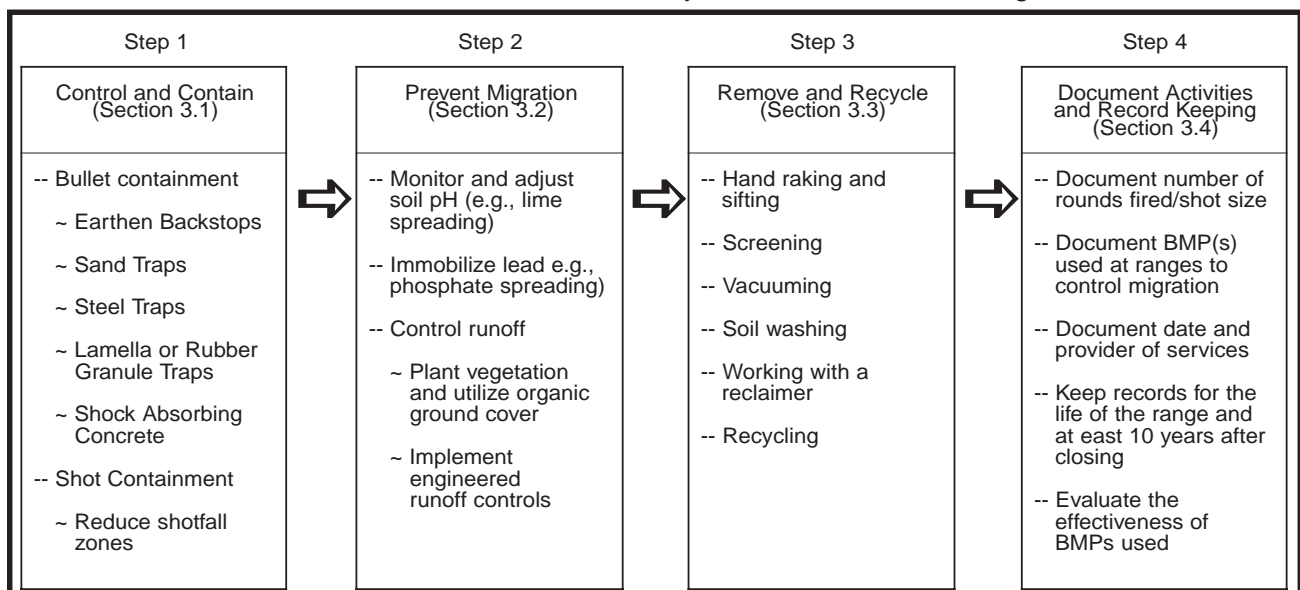 Step 1
Control and Contain
(Section 3.1)
-- Bullet containment
~ Earthen Backstops
~ Sand Traps
~ Steel Traps
~ Lamella or Rubber
Granule Traps
~ Shock Absorbing
Concrete
-- Shot Containment
~ Reduce shotfall
zones
Step 2
Prevent Migration
(Section 3.2)
-- Monitor and adjust
soil pH (e.g., lime
spreading)
-- Immobilize lead e.g.,
phosphate spreading)
-- Control runoff
~ Plant vegetation
and utilize organic
ground cover
~ Implement
engineered
runoff controls
Step 3
Remove and Recycle
(Section 3.3)
-- Hand raking and
sifting
-- Screening
-- Vacuuming
-- Soil washing
-- Working with a
reclaimer
-- Recycling
Step 4
Document Activities
and Record Keeping
(Section 3.4)
-- Document number of
rounds fired/shot size
-- Document BMP(s)
used at ranges to
control migration
-- Document date and
provider of services
-- Keep records for the
life of the range and
at east 10 years after
closing
-- Evaluate the
effectiveness of
BMPs used